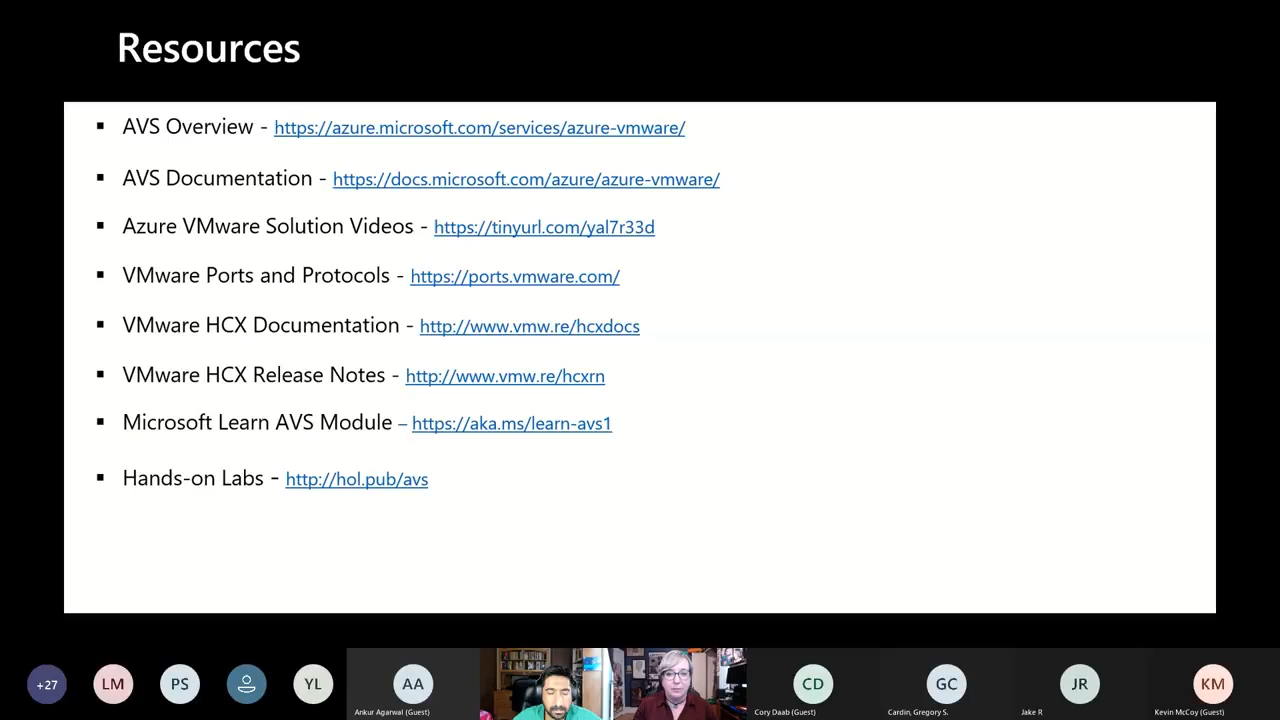 Resources
▪ AVS Overview - https://azure.microsoft.com/services/azure-vmware/
▪ AVS Documentation - https://docs.microsoft.com/azure/azure-vmware/
▪ Azure VMware Solution Videos - https://tinyurl.com/yal7r33d
▪ VMware Ports and Protocols - https://ports.vmware.com/
▪ VMware HCX Documentation - http://www.vmw.re/hcxdocs
▪ VMware HCX Release Notes - http://www.vmw.re/hcxrn
▪ Microsoft Learn AVS Module – https://aka.ms/learn-avs1
▪ Hands-on Labs - http://hol.pub/avs
+27
LM
PS
YL
AA
Ankur Agarwal (Guest)
CD
Cory Daab (Guest)
GC
Cardin, Gregory S.
JR
Jake R
KM
Kevin McCoy (Guest)